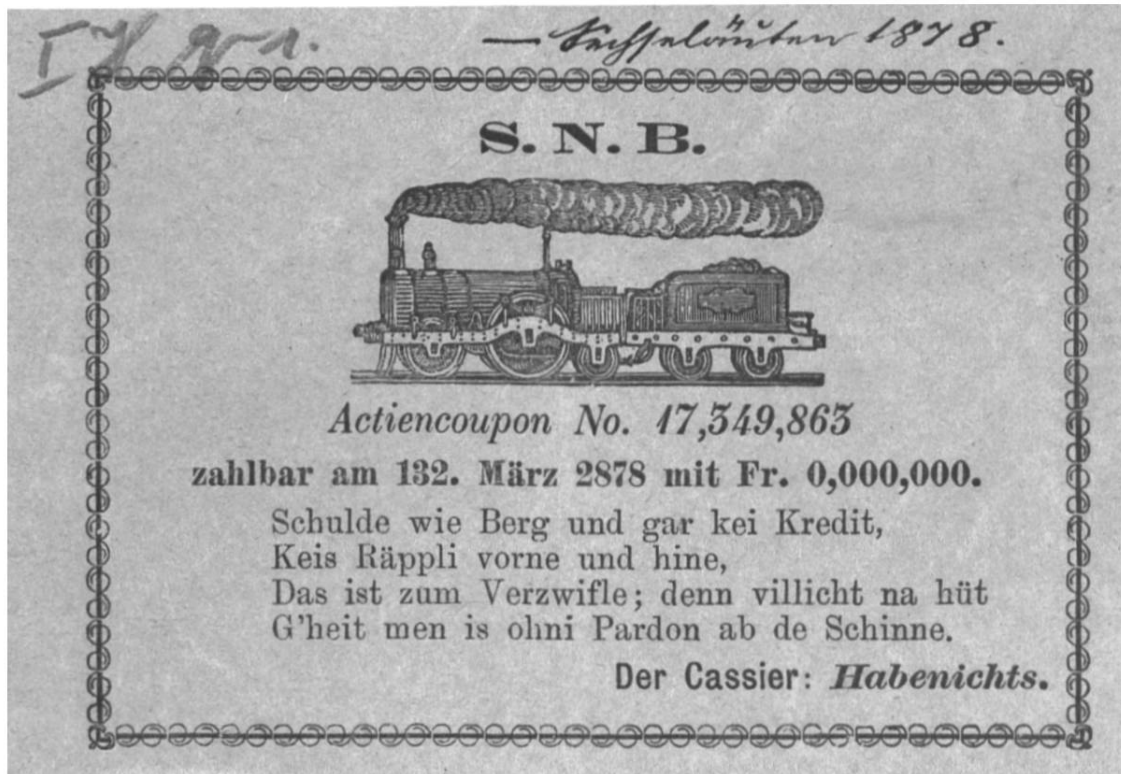 — Sechseläuten 1878.
S. N. B.
Actiencoupon No. 17,349,863
zahlbar am 132. März 2878 mit Fr. 0,000,000.
Schulde wie Berg und gar kei Kredit,
Keis Räppli vorne und hine,
Das ist zum Verzwifle; denn villicht na hüt
G'heit men is ohni Pardon ab de Schinne.
Der Cassier: Habenichts.